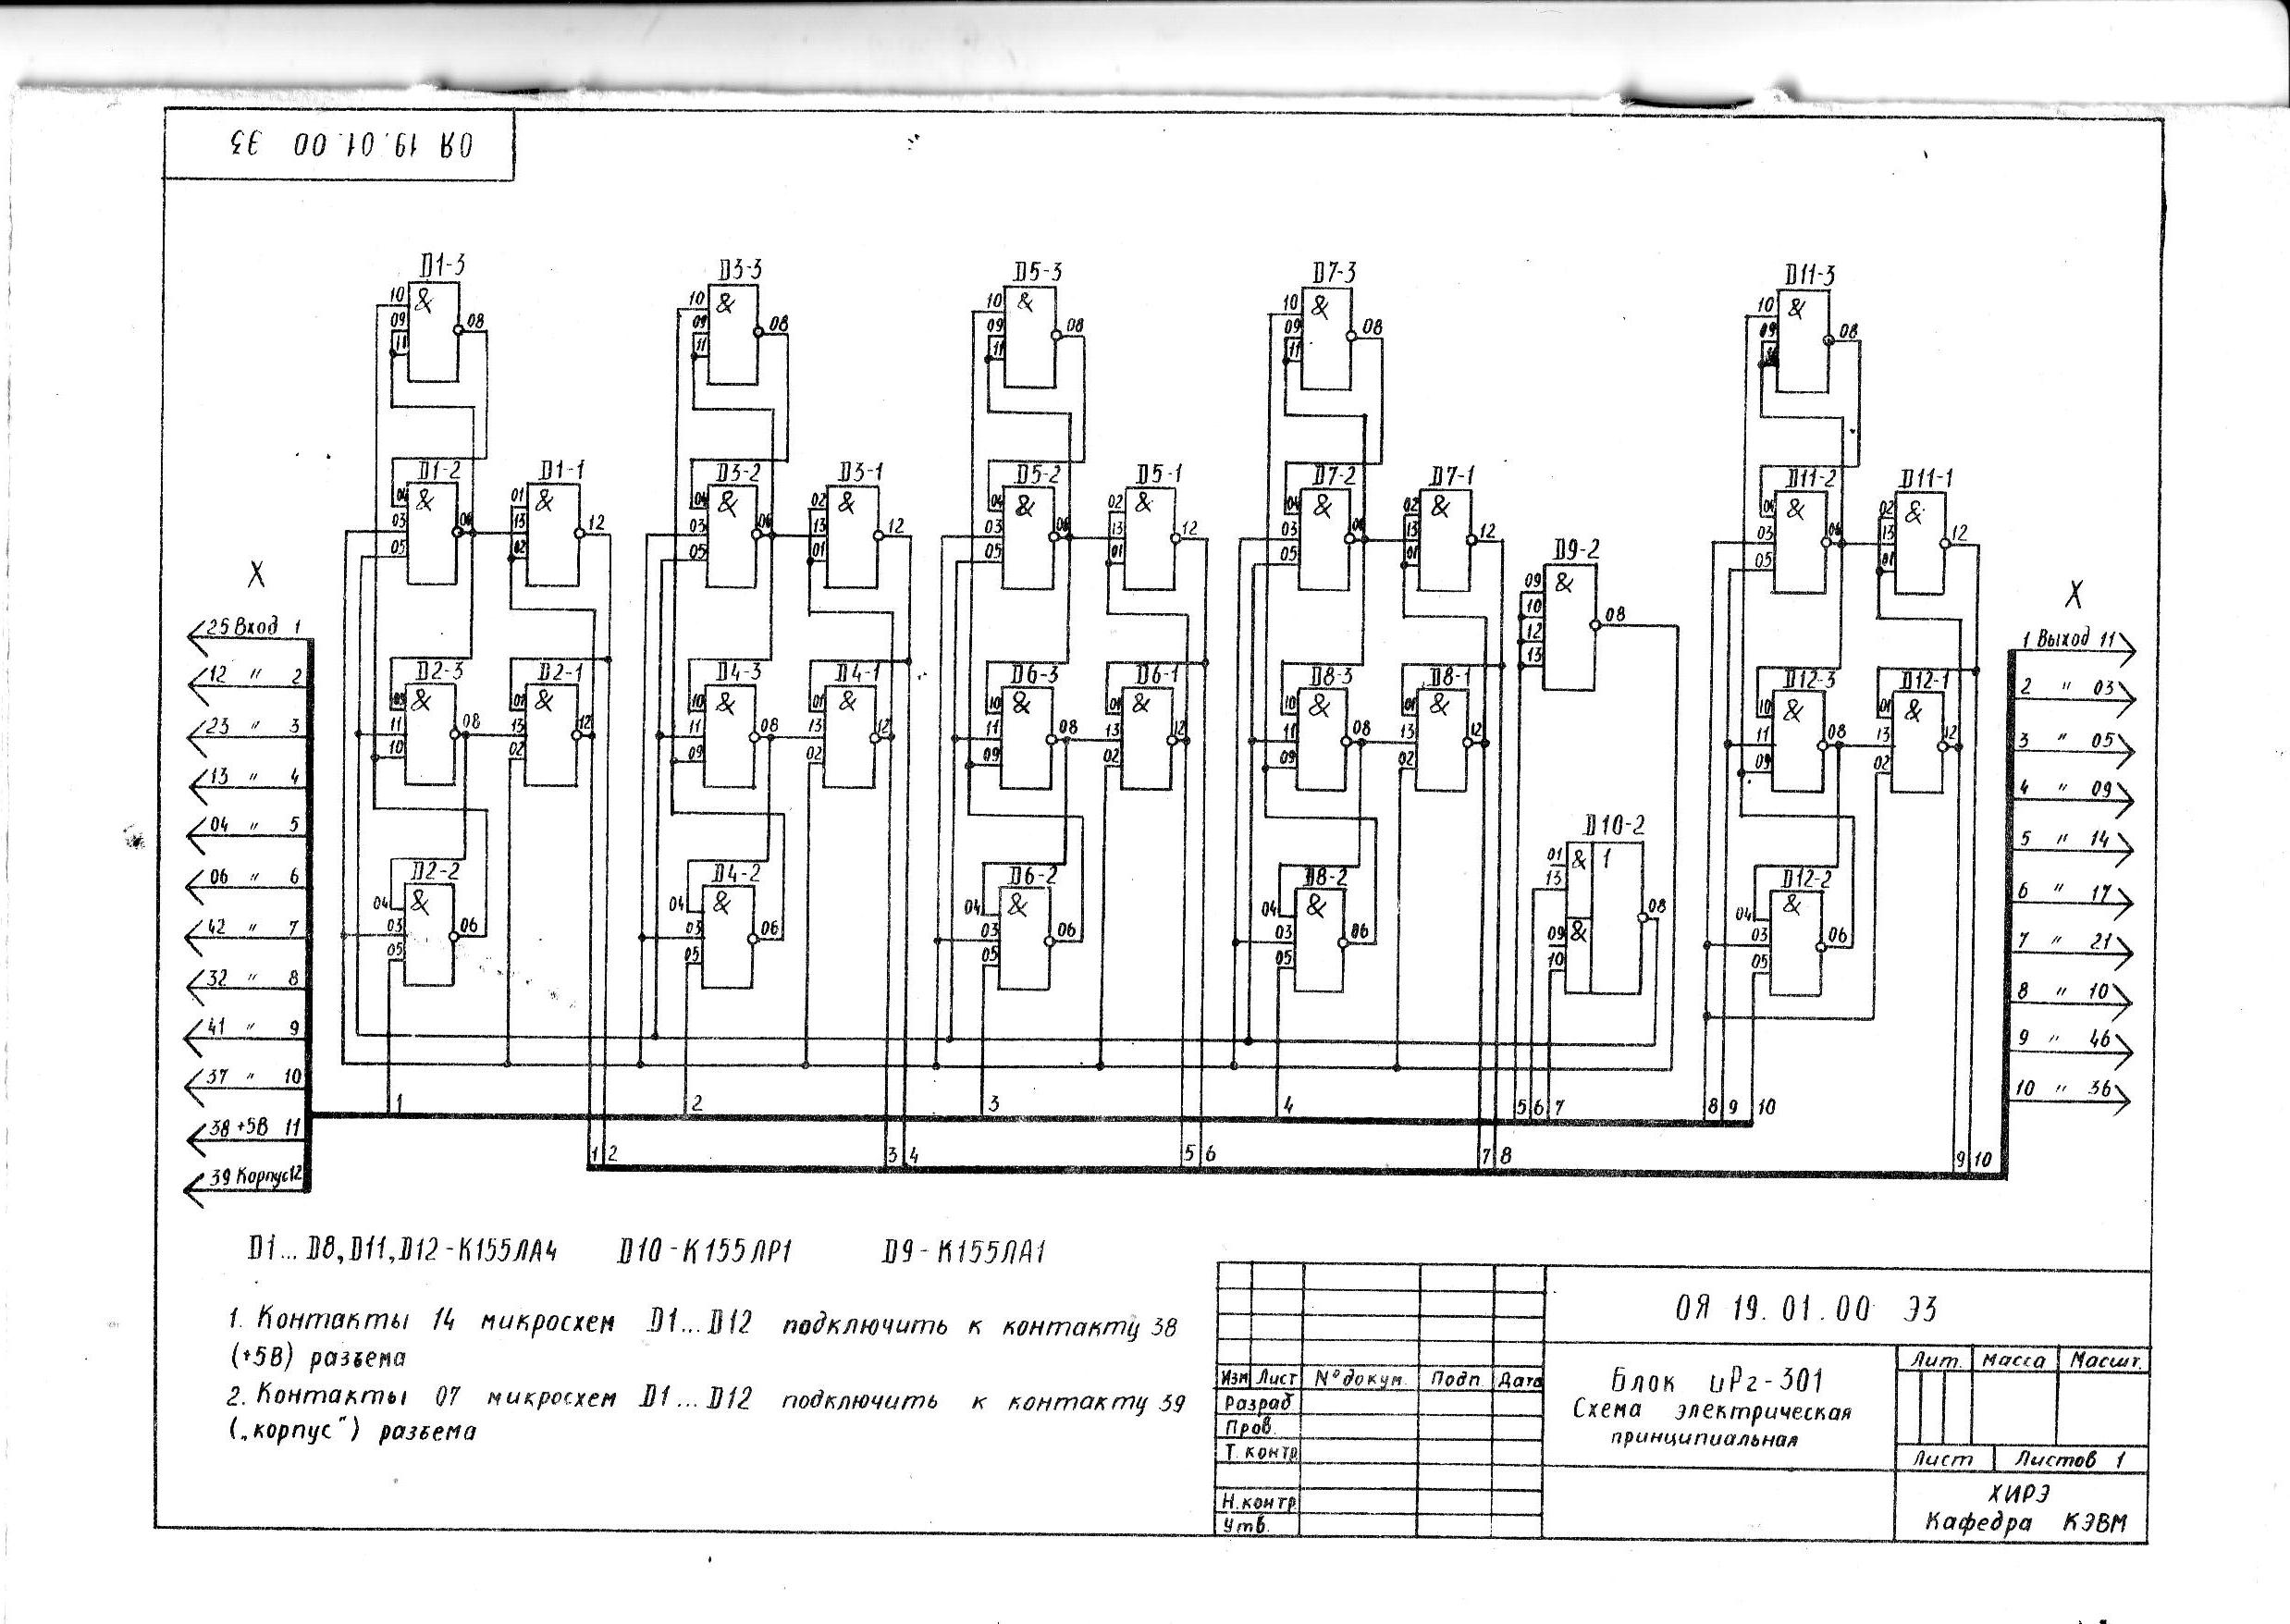 ОЯ 19.01.00 ЭЗ
D1-3 D3-3 D5-3 D7-3 D11-3
10 & 10 & 10 & 10 & 10 &
09 08 09 08 09 08 09 08 09 08
11 11 11 11
D1-2 D1-1 D3-2 D3-1 D5-2 D5-1 D7-2 D7-1 D11-2 D11-1
04 & 01 & 04 & 02 & 04 & 02 & 04 & 02 & 04 & 02 &
03 06 13 12 03 06 13 12 03 06 13 12 03 06 13 12 03 06 13 12
05 02 05 01 05 01 05 01 05 01
D9-2
09 &
10 08
12
13
D2-3 D2-1 D4-3 D4-1 D6-3 D6-1 D8-3 D8-1 D12-3 D12-1
09 & 01 & 10 & 01 & 10 & 01 & 10 & 01 & 10 & 01 &
11 08 13 12 11 08 13 12 11 08 13 12 11 08 13 12 11 08 13 12
10 02 09 02 09 02 09 02 09 02
D10-2
01 & 1
13
08
09 &
10
D2-2 D4-2 D6-2 D8-2 D12-2
04 & 04 & 04 & 04 & 04 &
03 06 03 06 03 06 03 06 03 06
05 05 05 05 05
X
25 Вход 1
12 " 2
23 " 3
13 " 4
04 " 5
06 " 6
42 " 7
32 " 8
41 " 9
37 " 10
38 +5В 11
39 Корпус 12
X
1 Выход 11
2 " 03
3 " 05
4 " 09
5 " 14
6 " 17
7 " 21
8 " 10
9 " 46
10 " 36
1 2 3 4 5 6 7 8 9 10
1 2 3 4 5 6 7 8 9 10
D1...D8, D11, D12 - К155ЛА4 D10 - К155ЛР1 D9 - К155ЛА1
1. Контакты 14 микросхем D1...D12 подключить к контакту 38
(+5В) разъема
2. Контакты 07 микросхем D1...D12 подключить к контакту 39
(„корпус") разъема
ОЯ 19.01.00 ЭЗ
Изм Лист № докум. Подп. Дата
Разраб
Пров.
Т. контр
Н. контр
Утв.
Блок иРг-301
Схема электрическая
принципиальная
Лит. Масса Масшт.
Лист Листов 1
ХИРЭ
Кафедра КЭВМ